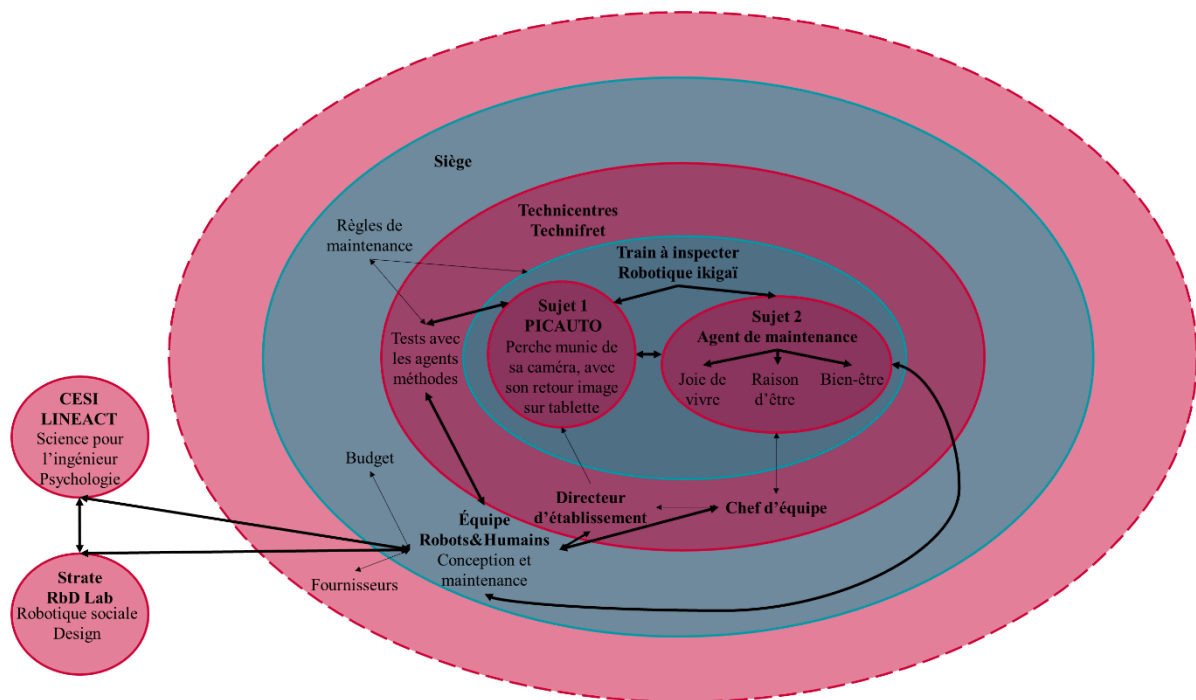 Siège
Technicentres
Technifret
Règles de
maintenance
Train à inspecter
Robotique ikigaï
Sujet 1
PICAUTO
Perche munie de
sa caméra, avec
son retour image
sur tablette
Sujet 2
Agent de maintenance
Joie de
vivre
Raison
d’être
Bien-être
Tests avec
les agents
méthodes
CESI
LINEACT
Science pour
l’ingénieur
Psychologie
Budget
Directeur
d’établissement
Chef d’équipe
Équipe
Robots&Humains
Conception et
maintenance
Fournisseurs
Strate
RbD Lab
Robotique sociale
Design